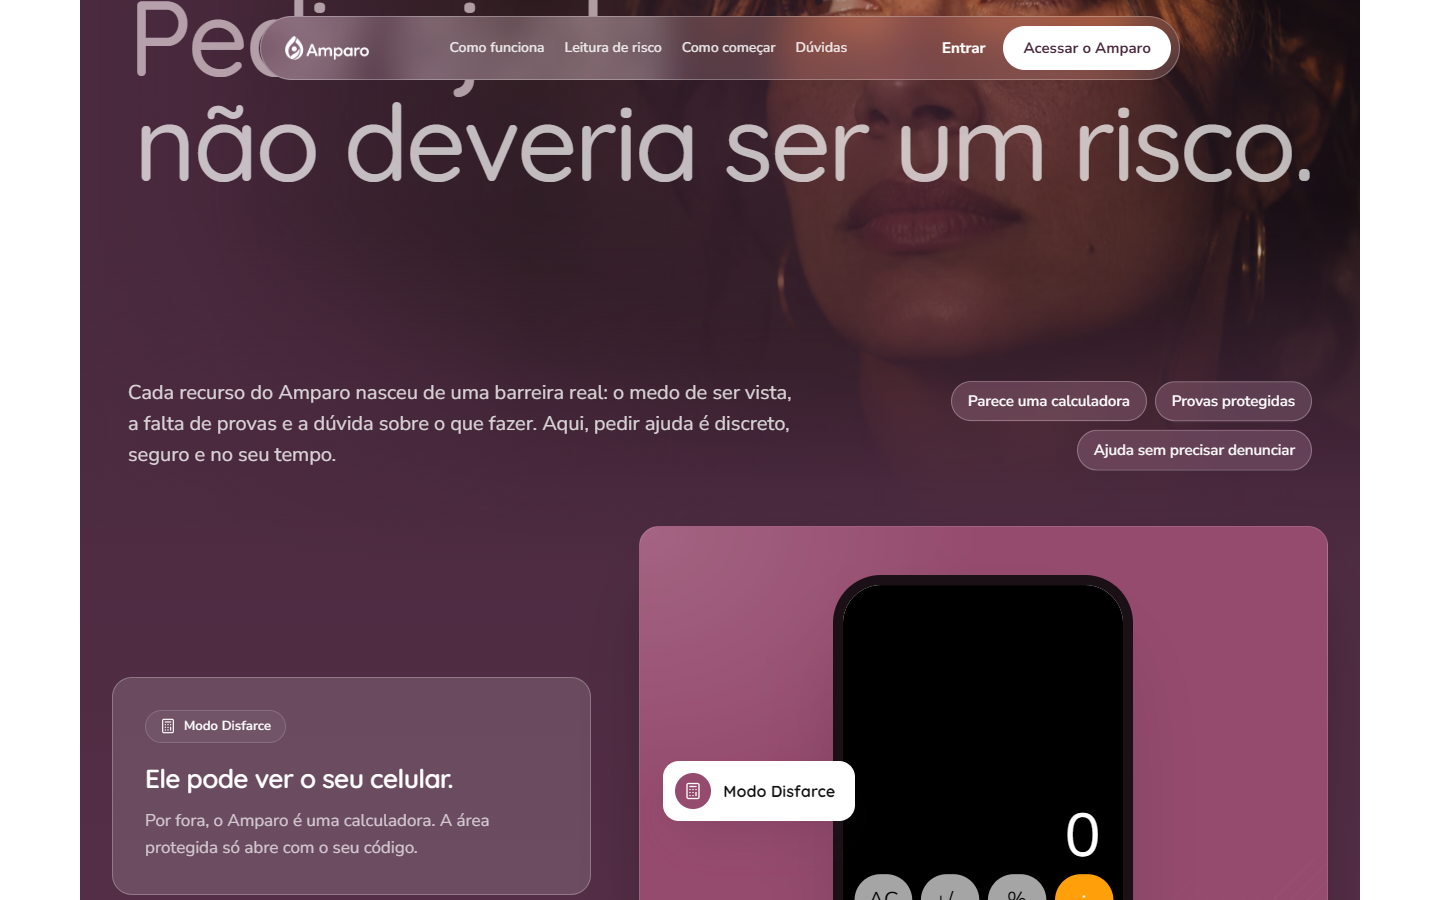 Amparo
Como funciona
Leitura de risco
Como começar
Dúvidas
Entrar
Acessar o Amparo
não deveria ser um risco.
Cada recurso do Amparo nasceu de uma barreira real: o medo de ser vista,
a falta de provas e a dúvida sobre o que fazer. Aqui, pedir ajuda é discreto,
seguro e no seu tempo.
Parece uma calculadora
Provas protegidas
Ajuda sem precisar denunciar
Modo Disfarce
Ele pode ver o seu celular.
Por fora, o Amparo é uma calculadora. A área
protegida só abre com o seu código.
Modo Disfarce
0
AC
+/-
%